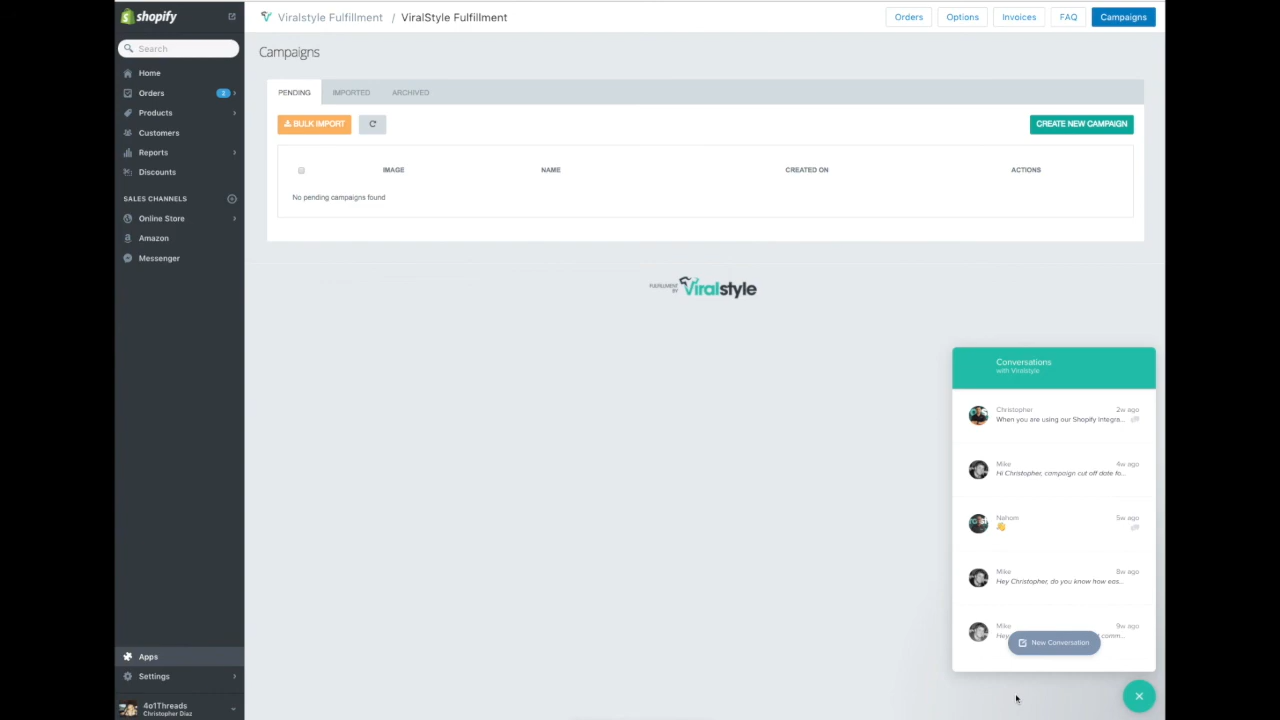 shopify
Search
Home
Orders 2
Products
Customers
Reports
Discounts
SALES CHANNELS
Online Store
Amazon
Messenger
Apps
Settings
4o1Threads
Christopher Diaz
Viralstyle Fulfillment / ViralStyle Fulfillment
Orders Options Invoices FAQ Campaigns
Campaigns
PENDING IMPORTED ARCHIVED
BULK IMPORT CREATE NEW CAMPAIGN
IMAGE NAME CREATED ON ACTIONS
No pending campaigns found
FULFILLMENT BY Viralstyle
Conversations
with Viralstyle
Christopher 2w ago
When you are using our Shopify Integra...
Mike 4w ago
Hi Christopher, campaign cut off date fo...
Nahom 5w ago
Mike 8w ago
Hey Christopher, do you know how eas...
Mike 9w ago
comm...
New Conversation